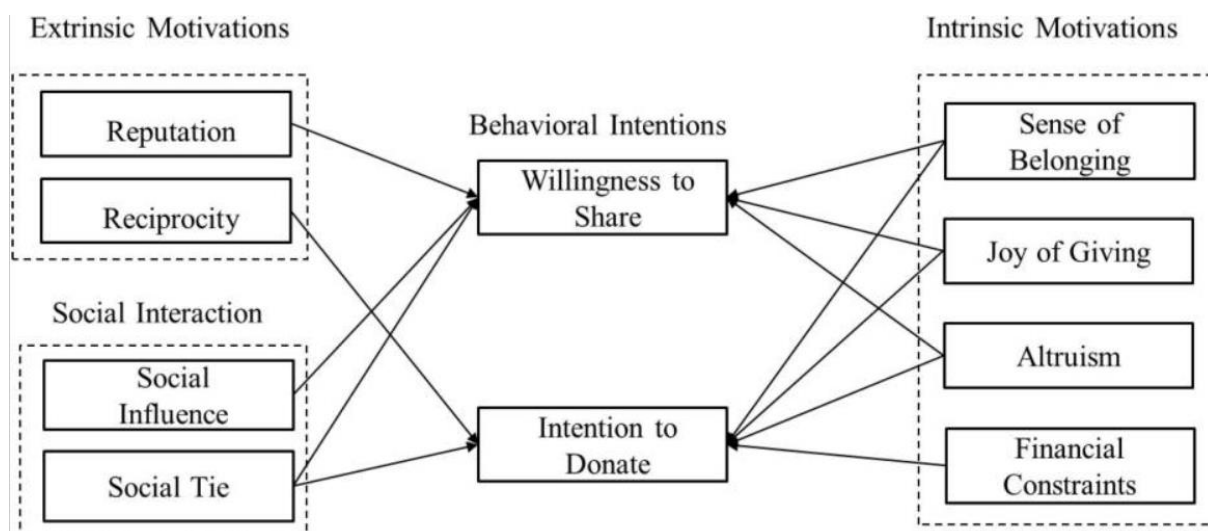 Extrinsic Motivations
Reputation
Reciprocity
Social Interaction
Social
Influence
Social Tie
Behavioral Intentions
Willingness to
Share
Intention to
Donate
Intrinsic Motivations
Sense of
Belonging
Joy of Giving
Altruism
Financial
Constraints